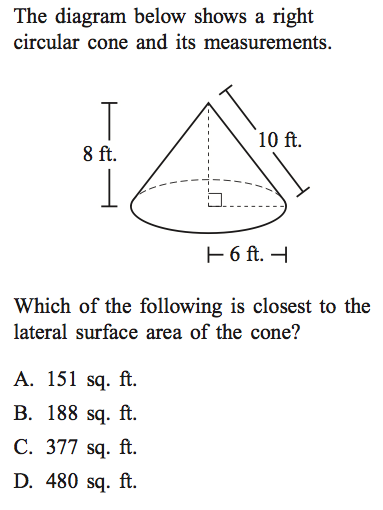 The diagram below shows a right
circular cone and its measurements.
8 ft.
10 ft.
6 ft.
Which of the following is closest to the
lateral surface area of the cone?
A. 151 sq. ft.
B. 188 sq. ft.
C. 377 sq. ft.
D. 480 sq. ft.